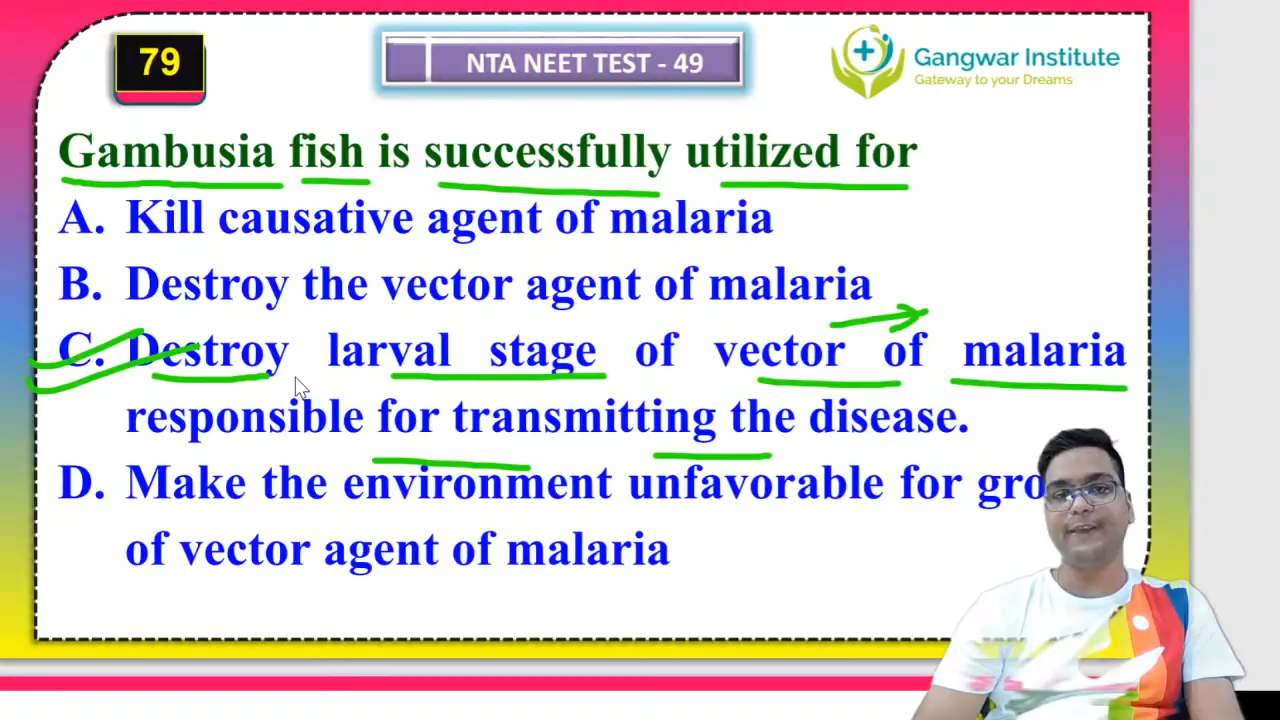 79
NTA NEET TEST - 49
Gangwar Institute
Gateway to your Dreams
Gambusia fish is successfully utilized for
A. Kill causative agent of malaria
B. Destroy the vector agent of malaria
C. Destroy larval stage of vector of malaria
responsible for transmitting the disease.
D. Make the environment unfavorable for
of vector agent of malaria